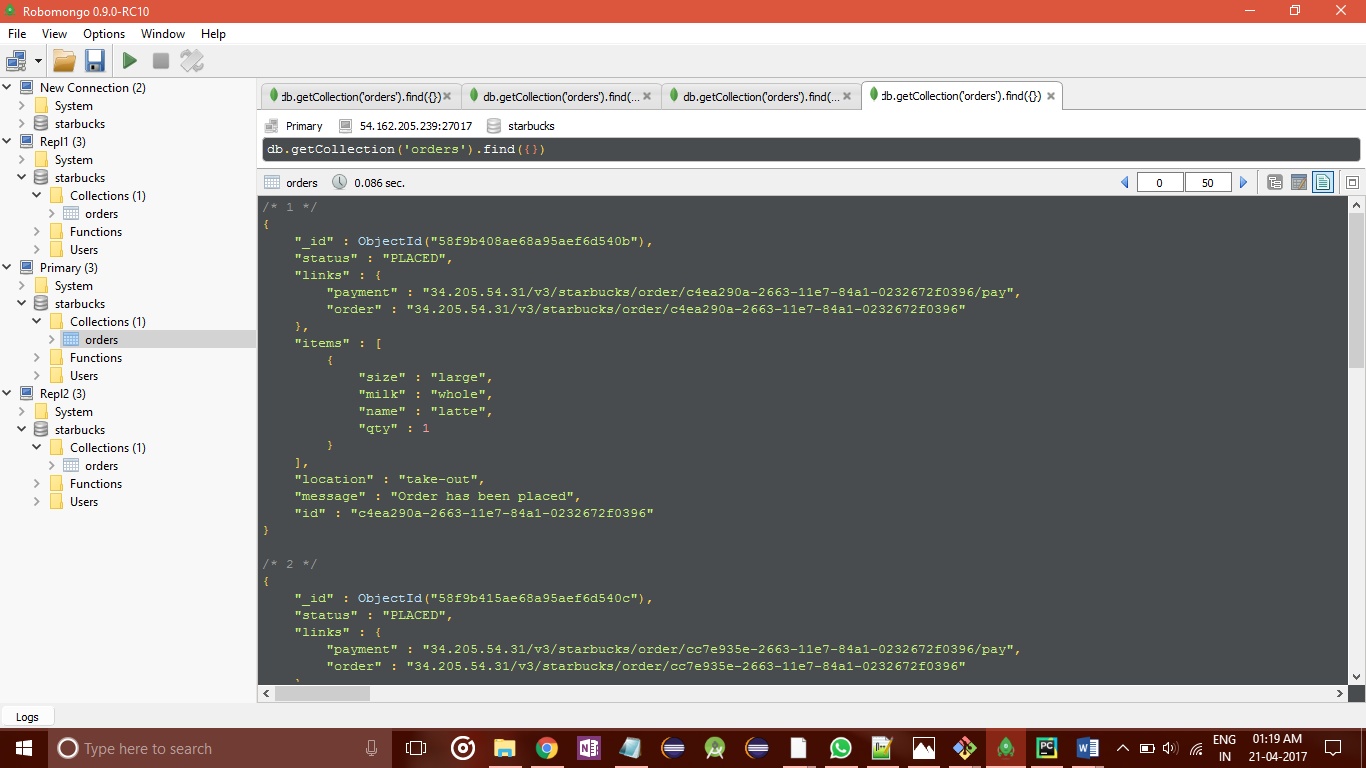 Robomongo 0.9.0-RC10
File View Options Window Help
New Connection (2)
System
starbucks
Repl1 (3)
System
starbucks
Collections (1)
orders
Functions
Users
Primary (3)
System
starbucks
Collections (1)
orders
Functions
Users
Repl2 (3)
System
starbucks
Collections (1)
orders
Functions
Users
db.getCollection('orders').find({}) db.getCollection('orders').find(... db.getCollection('orders').find(... db.getCollection('orders').find({})
Primary 54.162.205.239:27017 starbucks
db.getCollection('orders').find({})
orders 0.086 sec. 0 50
/* 1 */
{
"_id" : ObjectId("58f9b408ae68a95aef6d540b"),
"status" : "PLACED",
"links" : {
"payment" : "34.205.54.31/v3/starbucks/order/c4ea290a-2663-11e7-84a1-0232672f0396/pay",
"order" : "34.205.54.31/v3/starbucks/order/c4ea290a-2663-11e7-84a1-0232672f0396"
},
"items" : [
{
"size" : "large",
"milk" : "whole",
"name" : "latte",
"qty" : 1
}
],
"location" : "take-out",
"message" : "Order has been placed",
"id" : "c4ea290a-2663-11e7-84a1-0232672f0396"
}
/* 2 */
{
"_id" : ObjectId("58f9b415ae68a95aef6d540c"),
"status" : "PLACED",
"links" : {
"payment" : "34.205.54.31/v3/starbucks/order/cc7e935e-2663-11e7-84a1-0232672f0396/pay",
"order" : "34.205.54.31/v3/starbucks/order/cc7e935e-2663-11e7-84a1-0232672f0396"
Logs
Type here to search
ENG
IN
01:19 AM
21-04-2017